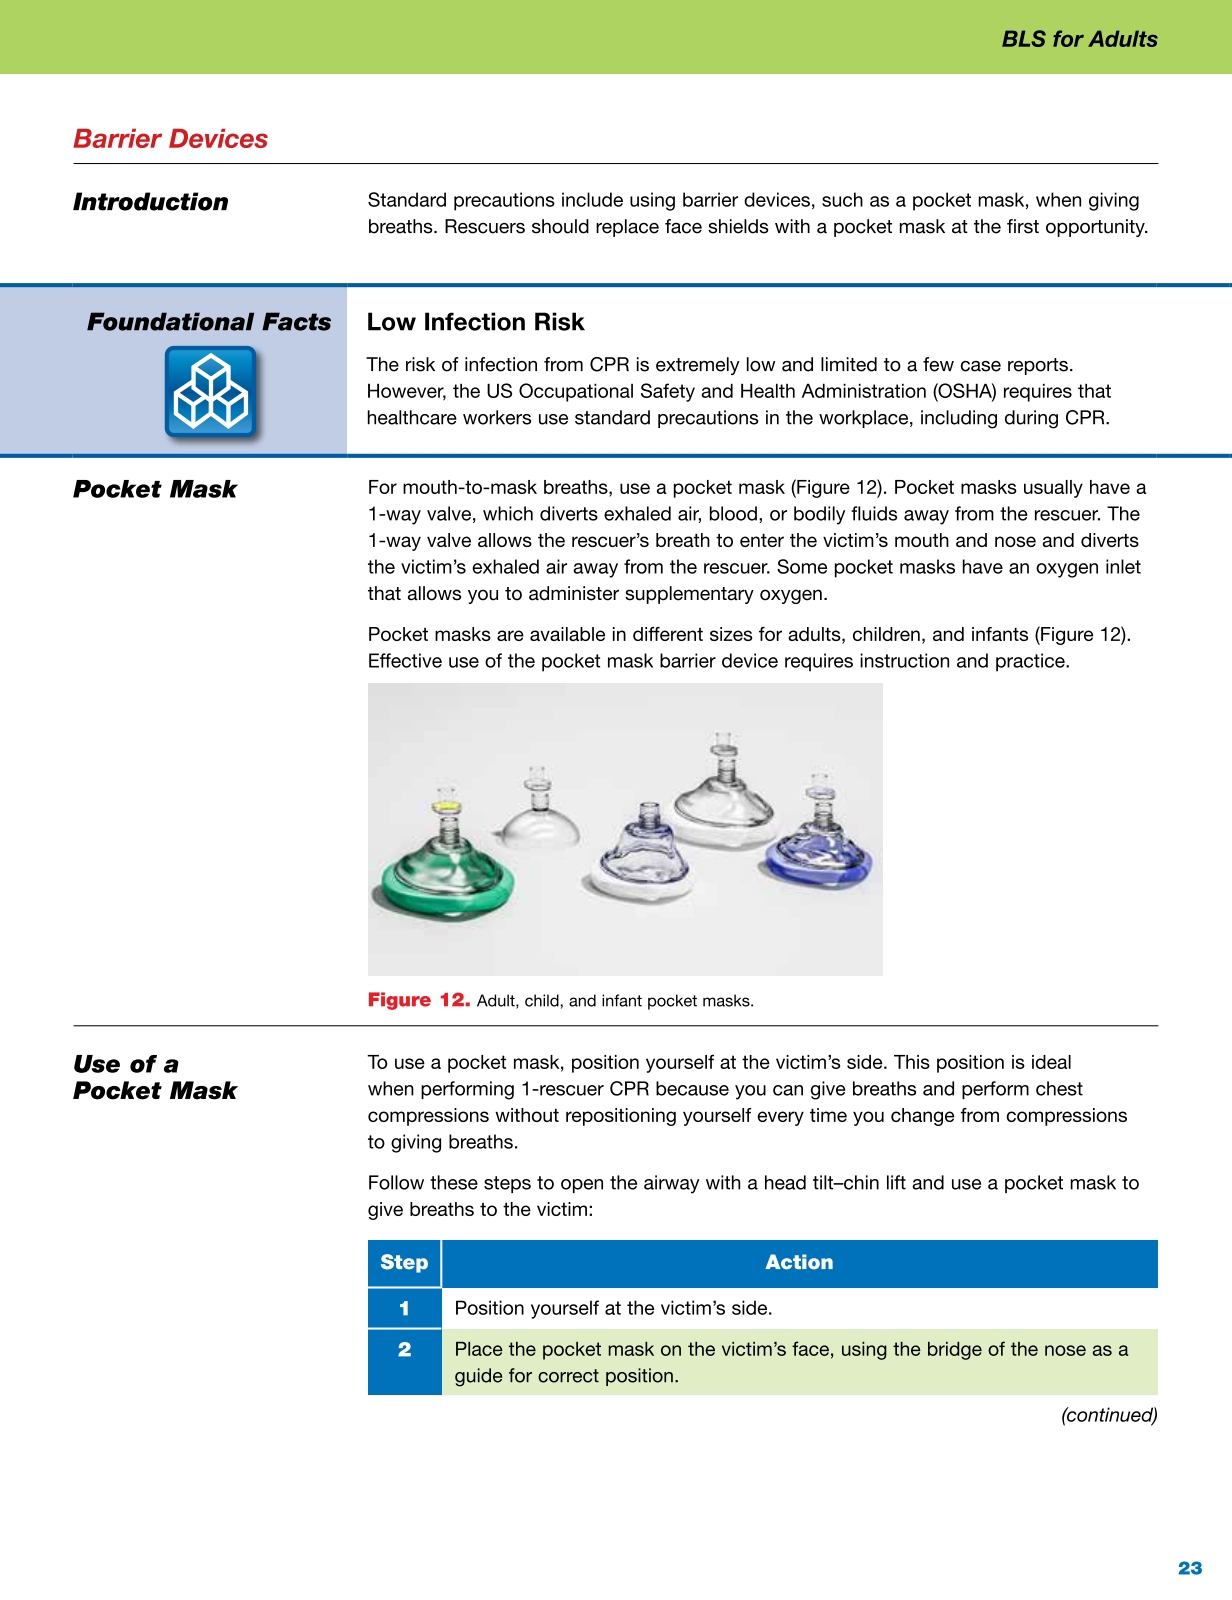 BLS for Adults
Barrier Devices
Introduction
Standard precautions include using barrier devices, such as a pocket mask, when giving
breaths. Rescuers should replace face shields with a pocket mask at the first opportunity.
Foundational Facts
Low Infection Risk
The risk of infection from CPR is extremely low and limited to a few case reports.
However, the US Occupational Safety and Health Administration (OSHA) requires that
healthcare workers use standard precautions in the workplace, including during CPR.
Pocket Mask
For mouth-to-mask breaths, use a pocket mask (Figure 12). Pocket masks usually have a
1-way valve, which diverts exhaled air, blood, or bodily fluids away from the rescuer. The
1-way valve allows the rescuer’s breath to enter the victim’s mouth and nose and diverts
the victim’s exhaled air away from the rescuer. Some pocket masks have an oxygen inlet
that allows you to administer supplementary oxygen.
Pocket masks are available in different sizes for adults, children, and infants (Figure 12).
Effective use of the pocket mask barrier device requires instruction and practice.
Figure 12. Adult, child, and infant pocket masks.
Use of a
Pocket Mask
To use a pocket mask, position yourself at the victim’s side. This position is ideal
when performing 1-rescuer CPR because you can give breaths and perform chest
compressions without repositioning yourself every time you change from compressions
to giving breaths.
Follow these steps to open the airway with a head tilt–chin lift and use a pocket mask to
give breaths to the victim:
Step Action
1 Position yourself at the victim’s side.
2 Place the pocket mask on the victim’s face, using the bridge of the nose as a
guide for correct position.
(continued)
23